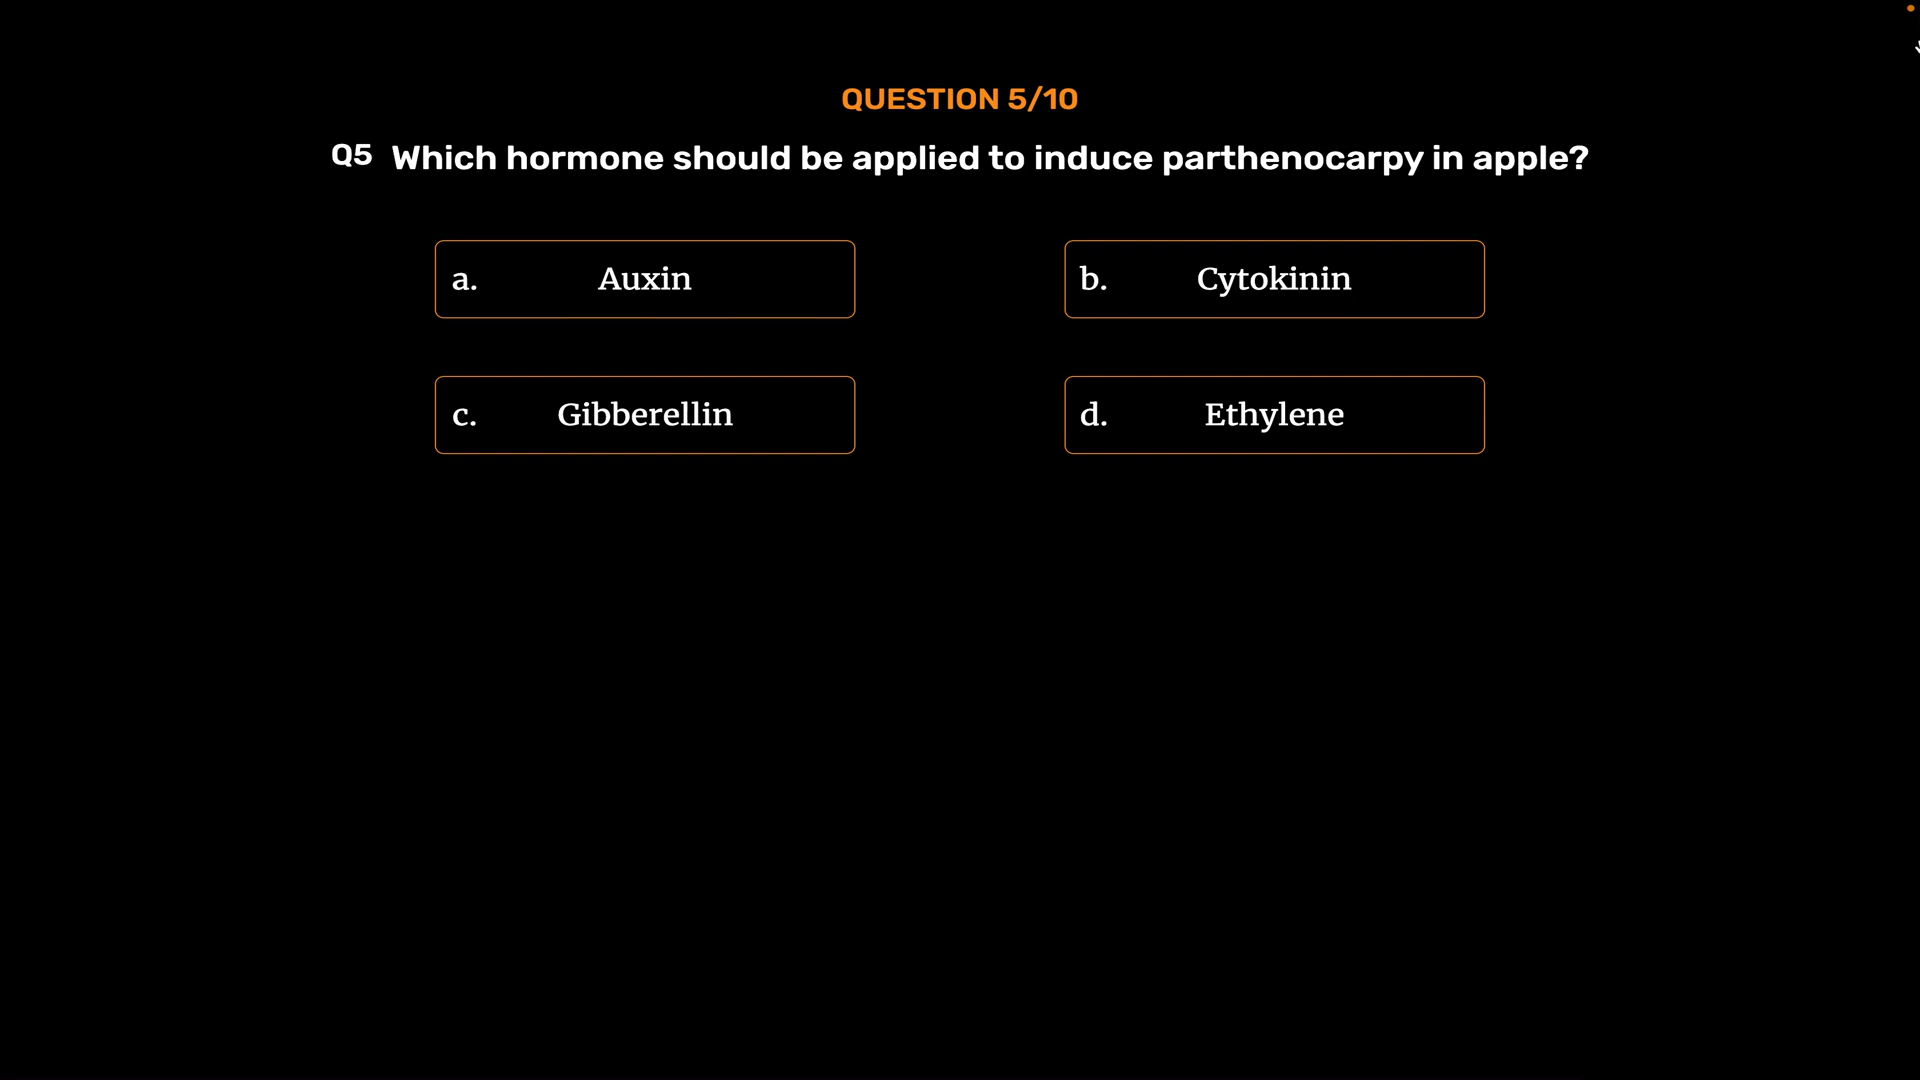 QUESTION 5/10
Q5 Which hormone should be applied to induce parthenocarpy in apple?
a. Auxin
b. Cytokinin
c. Gibberellin
d. Ethylene